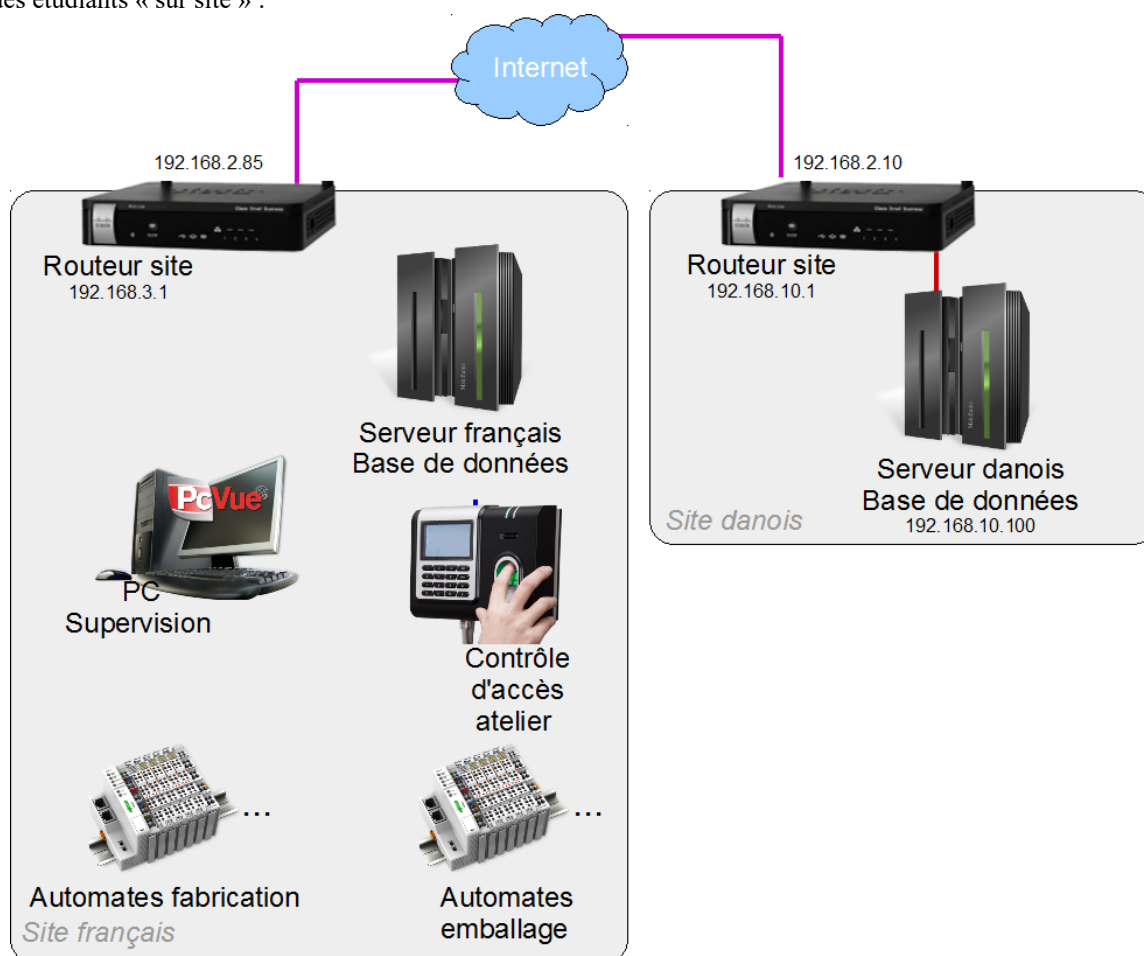 des étudiants « sur site » :
Internet
192.168.2.85
192.168.2.10
Routeur site
192.168.3.1
Routeur site
192.168.10.1
Serveur français
Base de données
Serveur danois
Base de données
192.168.10.100
Site danois
PcVue
PC
Supervision
Contrôle
d'accès
atelier
...
...
Automates fabrication
Automates
emballage
Site français